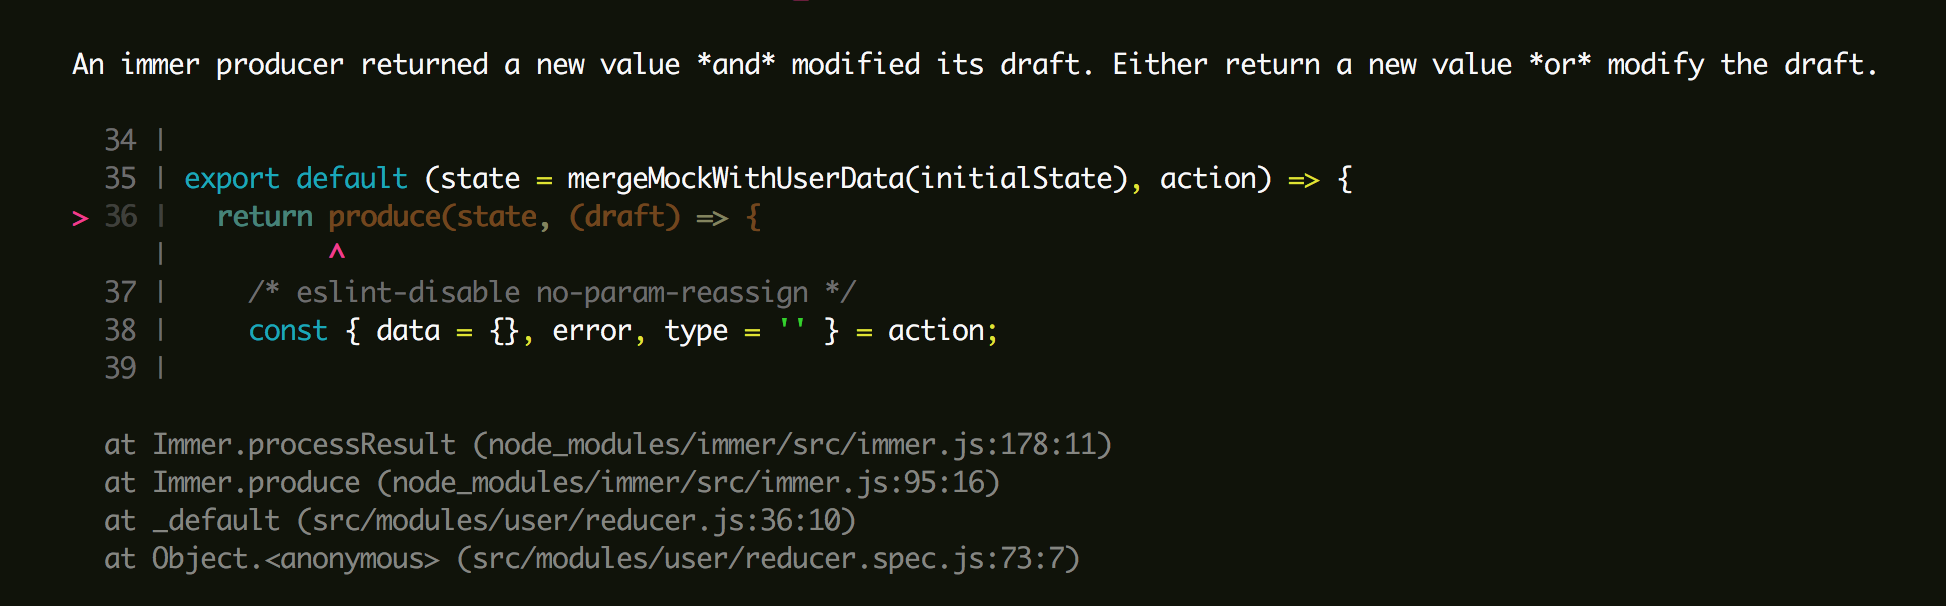 An immer producer returned a new value *and* modified its draft. Either return a new value *or* modify the draft.
34 |
35 | export default (state = mergeMockWithUserData(initialState), action) => {
> 36 |   return produce(state, (draft) => {
|          ^
37 |     /* eslint-disable no-param-reassign */
38 |     const { data = {}, error, type = '' } = action;
39 |
at Immer.processResult (node_modules/immer/src/immer.js:178:11)
at Immer.produce (node_modules/immer/src/immer.js:95:16)
at _default (src/modules/user/reducer.js:36:10)
at Object.<anonymous> (src/modules/user/reducer.spec.js:73:7)